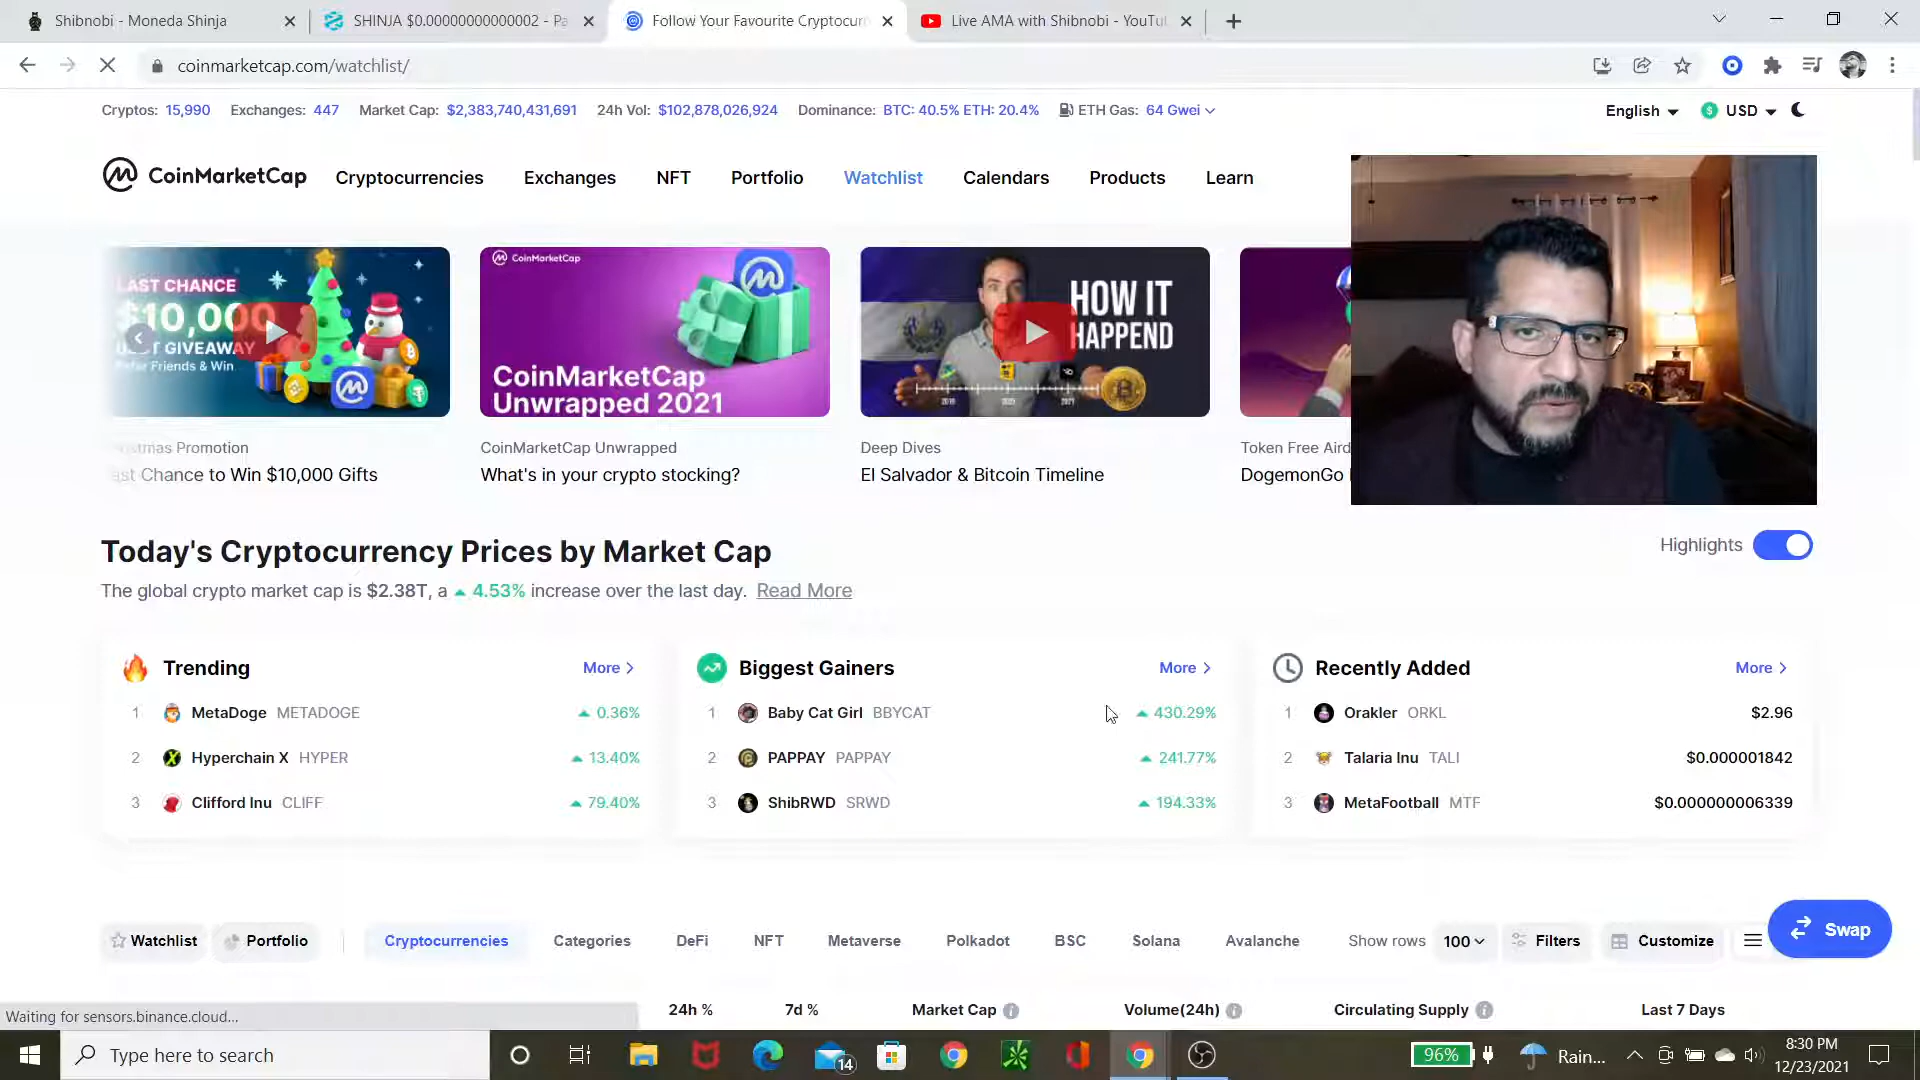 Shibnobi - Moneda Shinja
SHINJA $0.00000000000002 - Pa
Follow Your Favourite Cryptocurr
Live AMA with Shibnobi - YouTu
coinmarketcap.com/watchlist/
Cryptos: 15,990 Exchanges: 447 Market Cap: $2,383,740,431,691 24h Vol: $102,878,026,924 Dominance: BTC: 40.5% ETH: 20.4% ETH Gas: 64 Gwei
English USD
CoinMarketCap Cryptocurrencies Exchanges NFT Portfolio Watchlist Calendars Products Learn
LAST CHANCE
$10,000
GIVEAWAY
Friends & Win
CoinMarketCap
CoinMarketCap
Unwrapped 2021
HOW IT
HAPPEND
tmas Promotion
ast Chance to Win $10,000 Gifts
CoinMarketCap Unwrapped
What's in your crypto stocking?
Deep Dives
El Salvador & Bitcoin Timeline
Token Free Aird
DogemonGo
Today's Cryptocurrency Prices by Market Cap
Highlights
The global crypto market cap is $2.38T, a 4.53% increase over the last day. Read More
Trending More
1 MetaDoge METADOGE 0.36%
2 Hyperchain X HYPER 13.40%
3 Clifford Inu CLIFF 79.40%
Biggest Gainers More
1 Baby Cat Girl BBYCAT 430.29%
2 PAPPAY PAPPAY 241.77%
3 ShibRWD SRWD 194.33%
Recently Added More
1 Orakler ORKL $2.96
2 Talaria Inu TALI $0.000001842
3 MetaFootball MTF $0.000000006339
Watchlist Portfolio Cryptocurrencies Categories DeFi NFT Metaverse Polkadot BSC Solana Avalanche Show rows 100 Filters Customize
Swap
24h % 7d % Market Cap Volume(24h) Circulating Supply Last 7 Days
Waiting for sensors.binance.cloud...
Type here to search
14
96%
Rain...
8:30 PM
12/23/2021